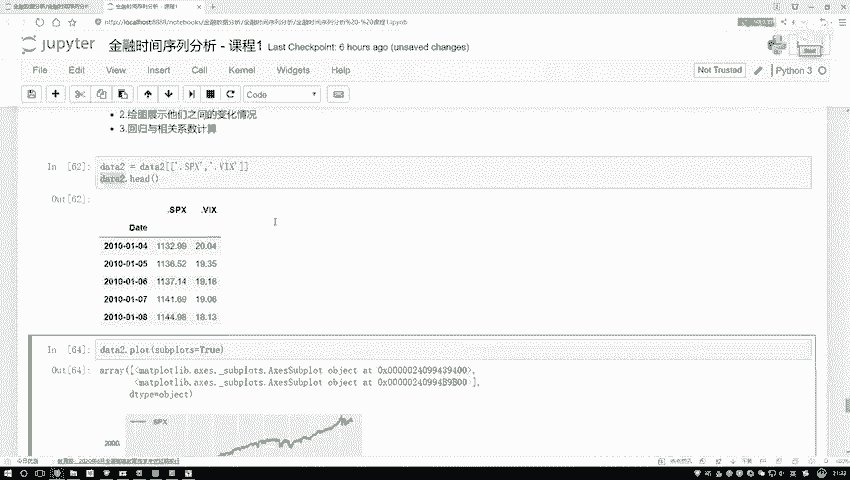 http://localhost:8888/notebooks/金融数据分析/金融时间序列分析/金融时间序列分析%20-%20课程1.ipynb
jupyter 金融时间序列分析 - 课程1 Last Checkpoint: 6 hours ago (unsaved changes)
File Edit View Insert Cell Kernel Widgets Help Not Trusted Python 3
Code
2.绘图展示他们之间的变化情况
3.回归与相关系数计算
In [62]: data2 = data2[['.SPX','.VIX']]
data2.head()
Out[62]:
.SPX .VIX
Date
2010-01-04 1132.99 20.04
2010-01-05 1136.52 19.35
2010-01-06 1137.14 19.16
2010-01-07 1141.69 19.06
2010-01-08 1144.98 18.13
In [64]: data2.plot(subplots=True)
Out[64]: array([<matplotlib.axes._subplots.AxesSubplot object at 0x0000024099439400>,
<matplotlib.axes._subplots.AxesSubplot object at 0x00000240994B9B00>],
dtype=object)
.SPX
2000
21:33